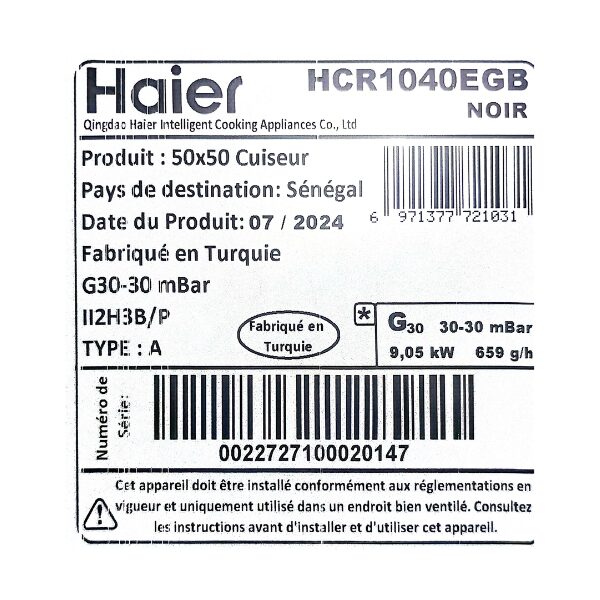 Haier
HCR1040EGB
NOIR
Qingdao Haier Intelligent Cooking Appliances Co., Ltd
Produit : 50x50 Cuiseur
Pays de destination: Sénégal
Date du Produit: 07 / 2024
6 971377 721031
Fabriqué en Turquie
G30-30 mBar
II2H3B/P
TYPE : A
Fabriqué en
Turquie
*
G30 30-30 mBar
9,05 kW 659 g/h
Numéro de
Série:
0022727100020147
Cet appareil doit être installé conformément aux réglementations en
vigueur et uniquement utilisé dans un endroit bien ventilé. Consultez
les instructions avant d'installer et d'utiliser cet appareil.